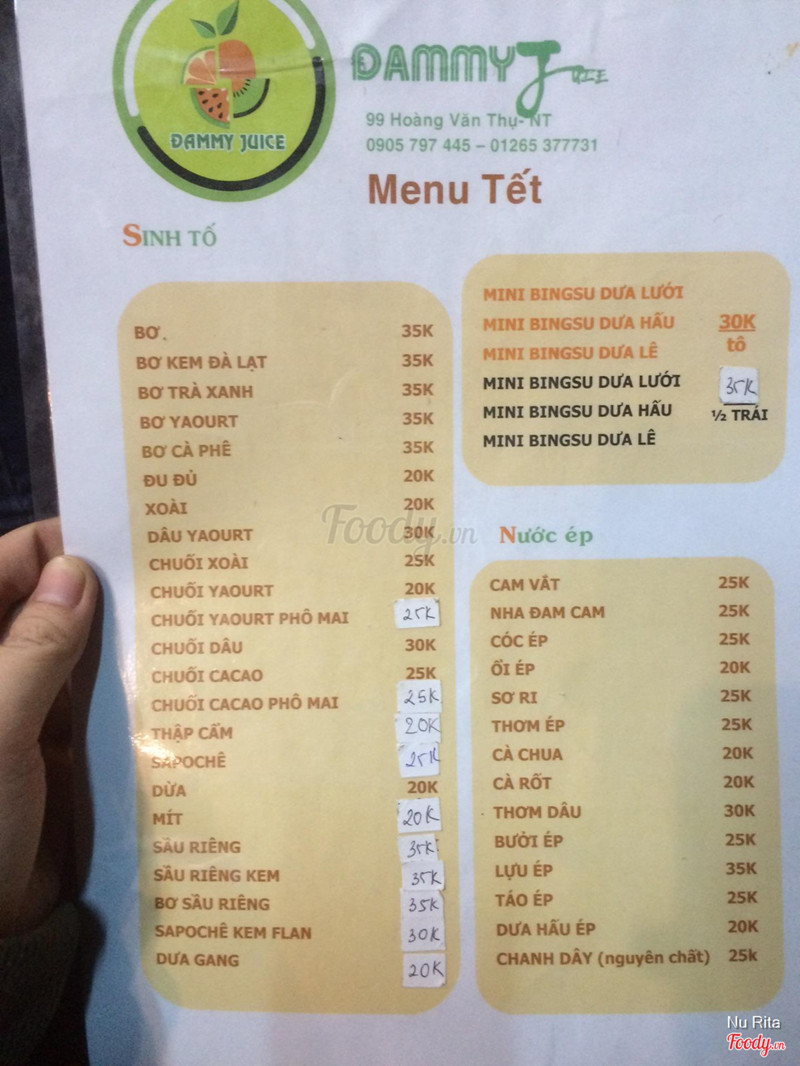 ĐAMMY JUICE
ĐAMMY JUICE
99 Hoàng Văn Thụ- NT
0905 797 445 – 01265 377731
Menu Tết
SINH TỐ
BƠ 35K
BƠ KEM ĐÀ LẠT 35K
BƠ TRÀ XANH 35K
BƠ YAOURT 35K
BƠ CÀ PHÊ 35K
ĐU ĐỦ 20K
XOÀI 20K
DÂU YAOURT 30K
CHUỐI XOÀI 25K
CHUỐI YAOURT 20K
CHUỐI YAOURT PHÔ MAI 25K
CHUỐI DÂU 30K
CHUỐI CACAO 25K
CHUỐI CACAO PHÔ MAI 25K
THẬP CẨM 20K
SAPOCHÊ 25K
DỪA 20K
MÍT 20K
SẦU RIÊNG 35K
SẦU RIÊNG KEM 35K
BƠ SẦU RIÊNG 35K
SAPOCHÊ KEM FLAN 30K
DƯA GANG 20K
MINI BINGSU DƯA LƯỚI
MINI BINGSU DƯA HẤU 30K
MINI BINGSU DƯA LÊ tô
MINI BINGSU DƯA LƯỚI 35K
MINI BINGSU DƯA HẤU ½ TRÁI
MINI BINGSU DƯA LÊ
Nước ép
CAM VẮT 25K
NHA ĐAM CAM 25K
CÓC ÉP 25K
ỔI ÉP 20K
SƠ RI 25K
THƠM ÉP 25K
CÀ CHUA 20K
CÀ RỐT 20K
THƠM DÂU 30K
BƯỞI ÉP 25K
LỰU ÉP 35K
TÁO ÉP 25K
DƯA HẤU ÉP 20K
CHANH DÂY (nguyên chất) 25k
Foody.vn
Nu Rita
Foody.vn